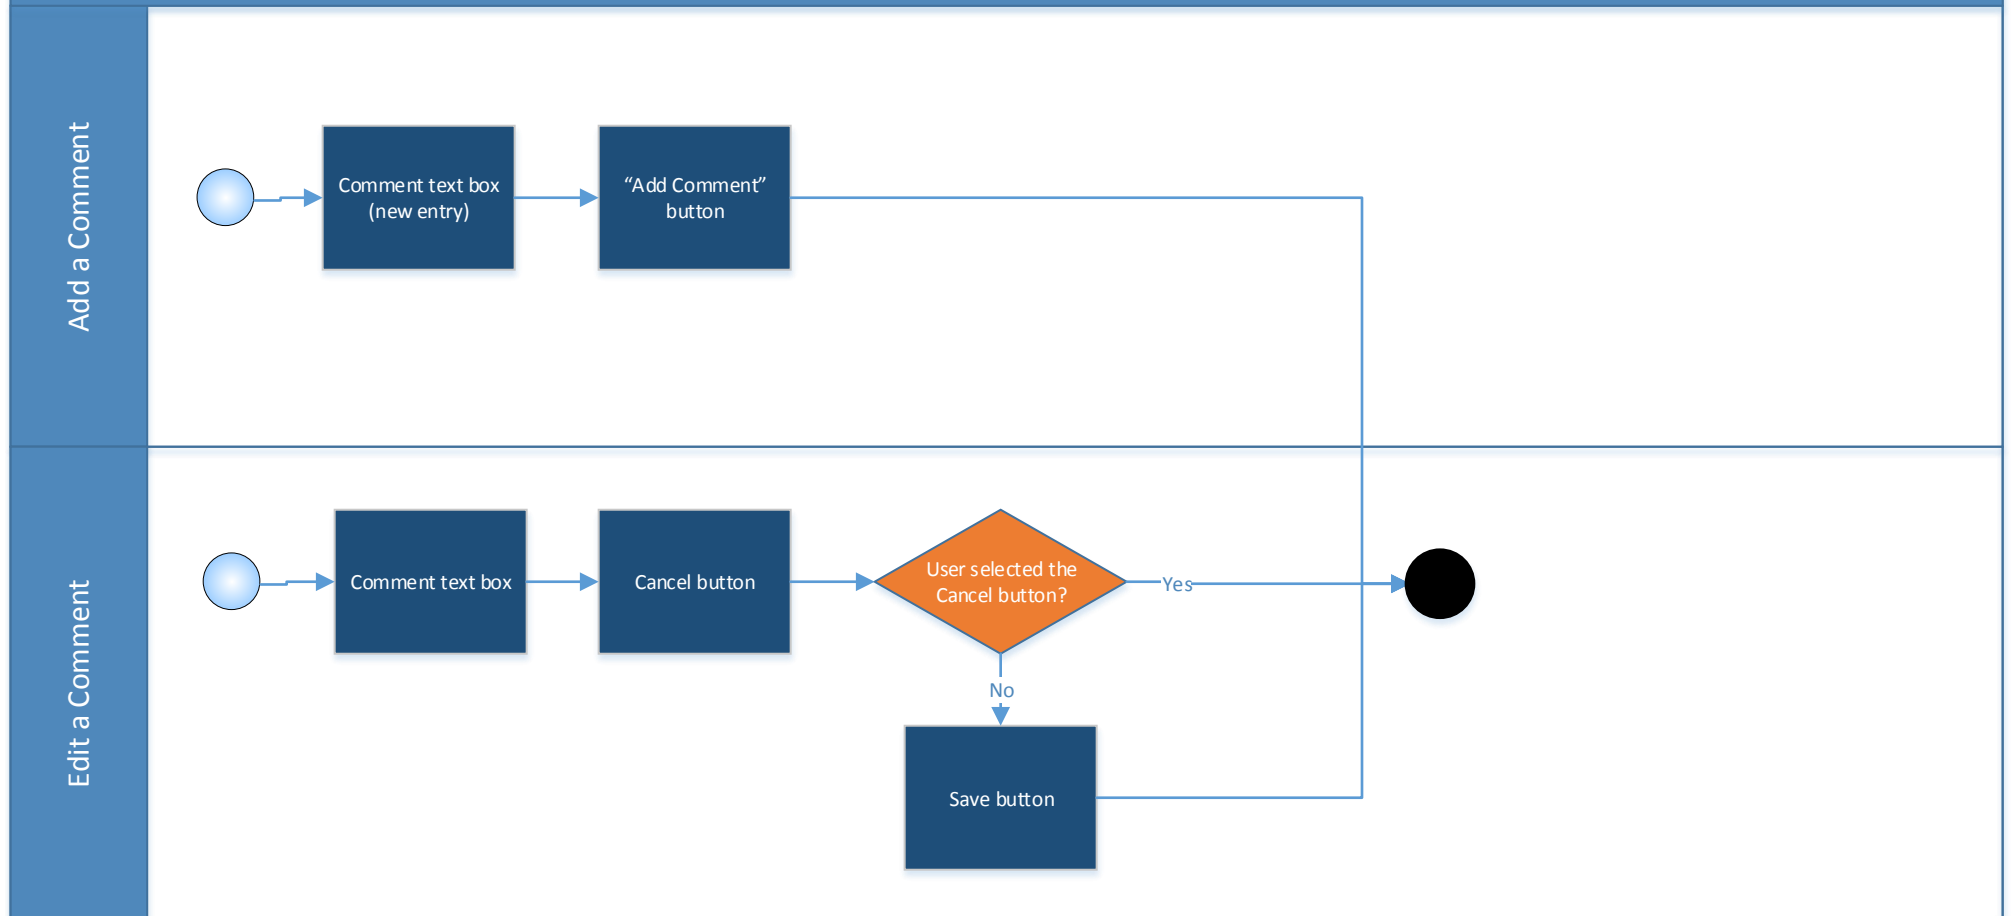 Add a Comment
Comment text box
(new entry)
“Add Comment”
button
Edit a Comment
Comment text box
Cancel button
User selected the
Cancel button?
Yes
No
Save button